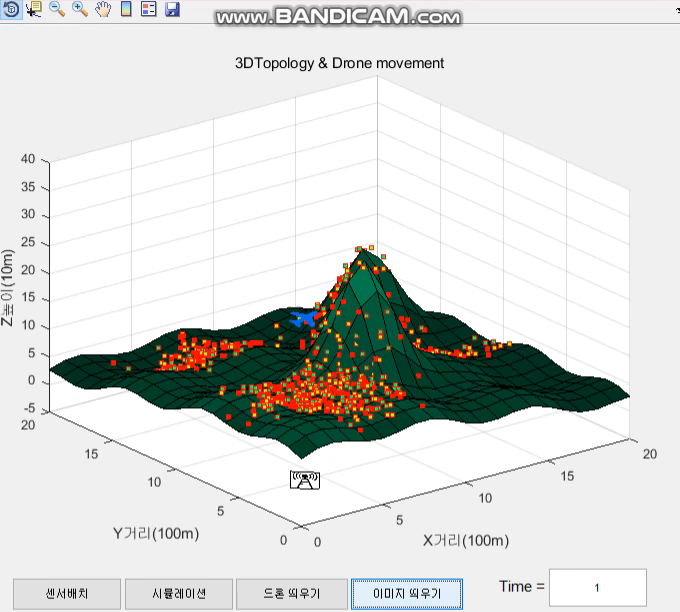 www.BANDICAM.com
3DTopology & Drone movement
40
35
30
25
20
15
10
5
0
-5
Z높이(10m)
20
15
10
5
0
Y거리(100m)
0
5
10
15
20
X거리(100m)
센서배치
시뮬레이션
드론 띄우기
이미지 띄우기
Time =
1